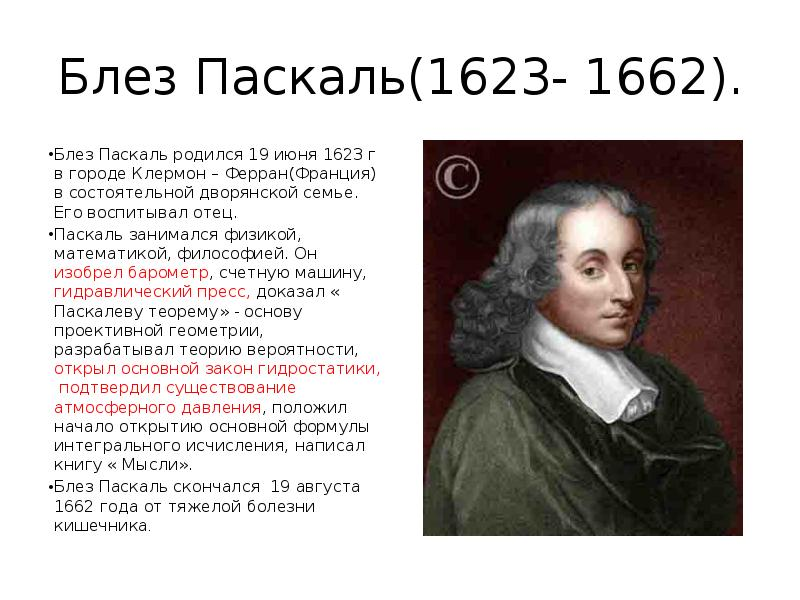 Блез Паскаль(1623- 1662).
•Блез Паскаль родился 19 июня 1623 г
в городе Клермон – Ферран(Франция)
в состоятельной дворянской семье.
Его воспитывал отец.
•Паскаль занимался физикой,
математикой, философией. Он
изобрел барометр, счетную машину,
гидравлический пресс, доказал «
Паскалеву теорему» - основу
проективной геометрии,
разрабатывал теорию вероятности,
открыл основной закон гидростатики,
подтвердил существование
атмосферного давления, положил
начало открытию основной формулы
интегрального исчисления, написал
книгу « Мысли».
•Блез Паскаль скончался  19 августа
1662 года от тяжелой болезни
кишечника.
©